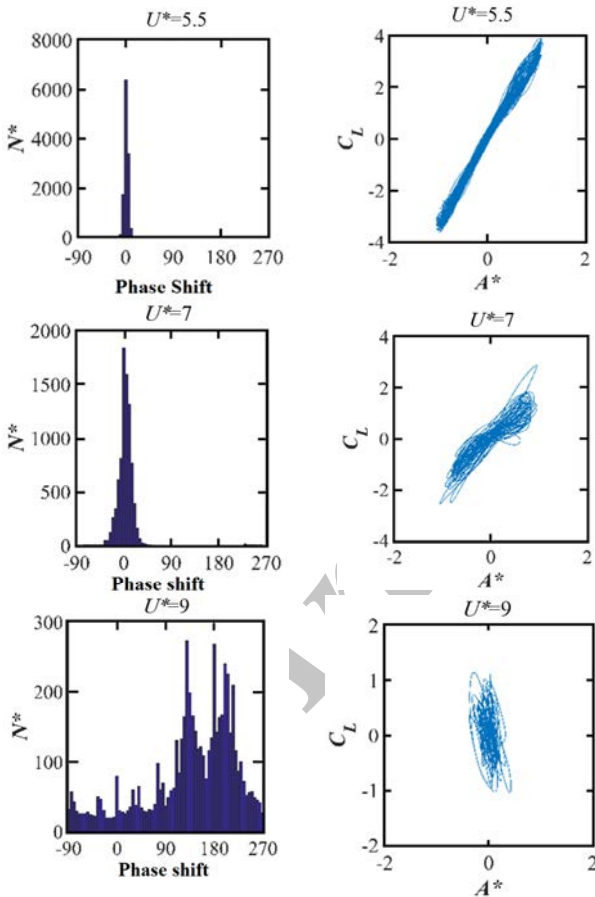 U*=5.5
8000
6000
4000
2000
0
N*
-90 0 90 180 270
Phase Shift
U*=5.5
4
2
0
-2
-4
C_L
-2 0 2
A*
U*=7
2000
1500
1000
500
0
N*
-90 0 90 180 270
Phase shift
U*=7
4
2
0
-2
-4
C_L
-2 0 2
A*
U*=9
300
200
100
0
N*
-90 0 90 180 270
Phase shift
U*=9
2
1
0
-1
-2
C_L
-2 0 2
A*